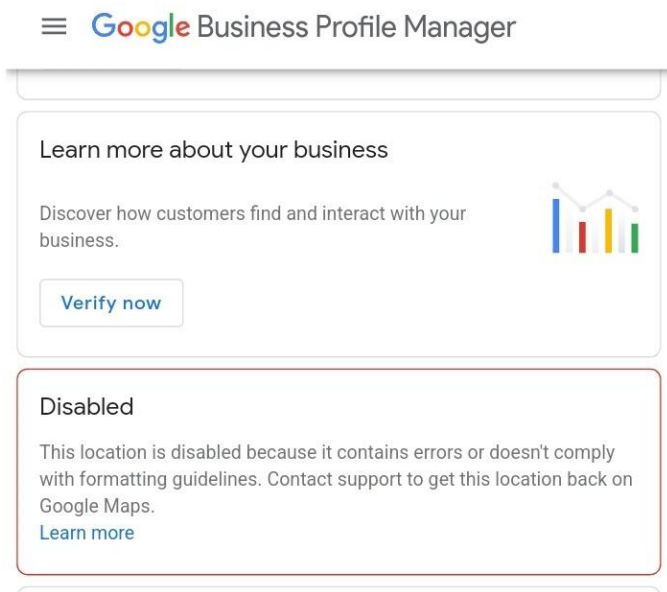 Google Business Profile Manager
Learn more about your business
Discover how customers find and interact with your
business.
Verify now
Disabled
This location is disabled because it contains errors or doesn't comply
with formatting guidelines. Contact support to get this location back on
Google Maps.
Learn more